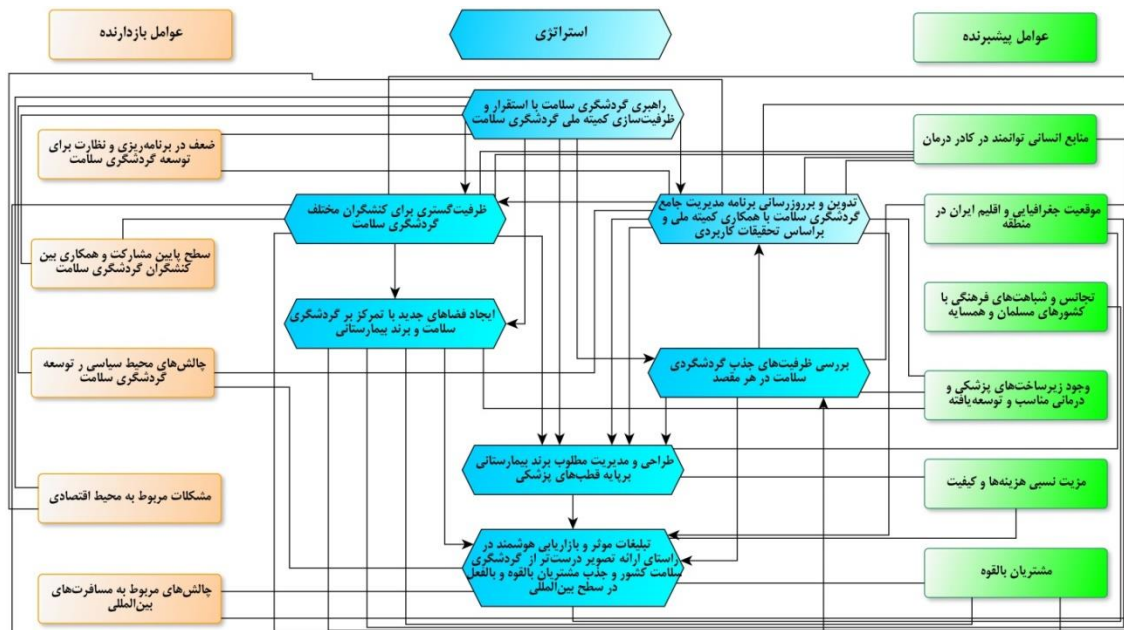 عوامل پیشبرنده
استراتژی
عوامل بازدارنده
راهبری گردشگری سلامت با استقرار و
ظرفیت‌سازی کمیته ملی گردشگری سلامت
منابع انسانی توانمند در کادر درمان
ضعف در برنامه‌ریزی و نظارت برای
توسعه گردشگری سلامت
تدوین و بروزرسانی برنامه مدیریت جامع
گردشگری سلامت با همکاری کمیته ملی و
براساس تحقیقات کاربردی
ظرفیت‌گستری برای کنشگران مختلف
گردشگری سلامت
موقعیت جغرافیایی و اقلیم ایران در
منطقه
سطح پایین مشارکت و همکاری بین
کنشگران گردشگری سلامت
تجانس و شباهت‌های فرهنگی با
کشورهای مسلمان و همسایه
ایجاد فضاهای جدید با تمرکز بر گردشگری
سلامت و برند بیمارستانی
بررسی ظرفیت‌های جذب گردشگردی
سلامت در هر مقصد
چالش‌های محیط سیاسی ر توسعه
گردشگری سلامت
وجود زیرساخت‌های پزشکی و
درمانی مناسب و توسعه‌یافته
طراحی و مدیریت مطلوب برند بیمارستانی
برپایه قطب‌های پزشکی
مزیت نسبی هزینه‌ها و کیفیت
مشکلات مربوط به محیط اقتصادی
تبلیغات موثر و بازاریابی هوشمند در
راستای ارائه تصویر درست‌تر از گردشگری
سلامت کشور و جذب مشتریان بالقوه و بالفعل
در سطح بین‌المللی
مشتریان بالقوه
چالش‌های مربوط به مسافرت‌های
بین‌المللی